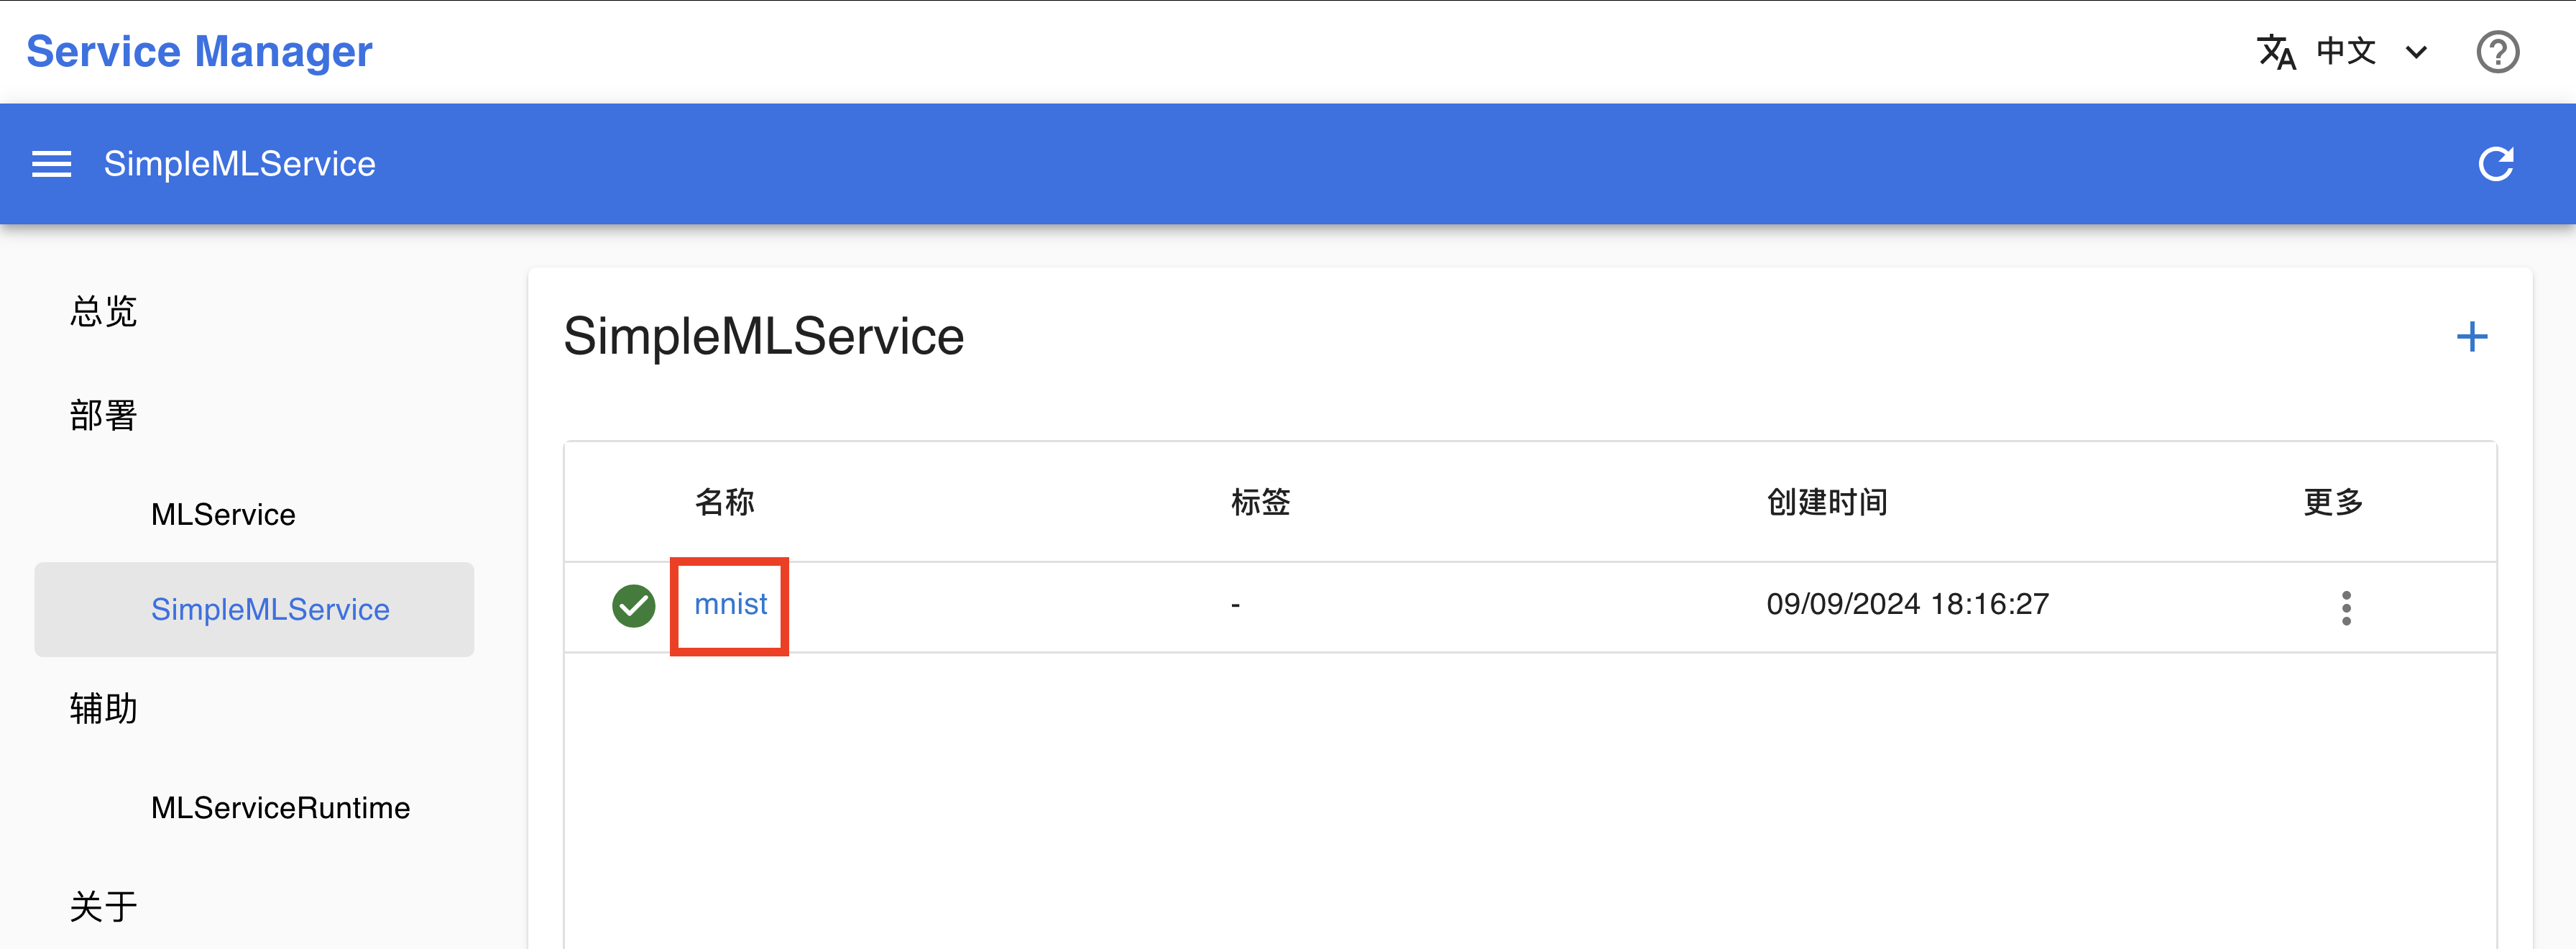 Service Manager
中文
SimpleMLService
总览
部署
MLService
SimpleMLService
辅助
MLServiceRuntime
关于
SimpleMLService
名称 标签 创建时间 更多
mnist - 09/09/2024 18:16:27